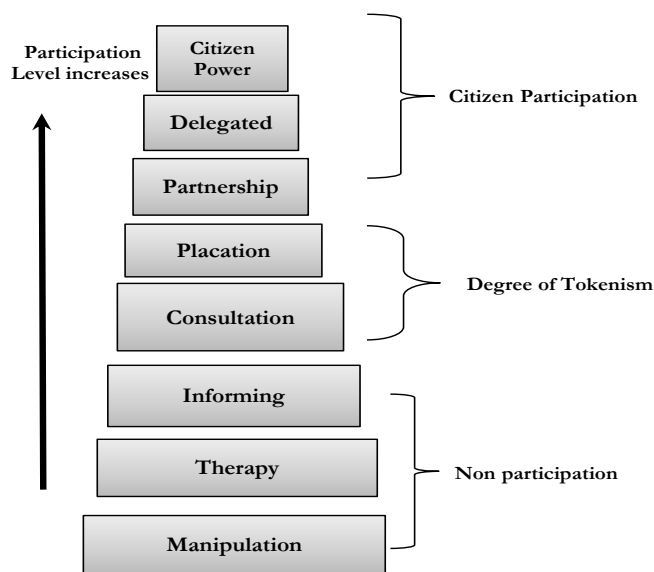 Participation
Level increases
Citizen
Power
Citizen Participation
Delegated
Partnership
Placation
Degree of Tokenism
Consultation
Informing
Therapy
Non participation
Manipulation